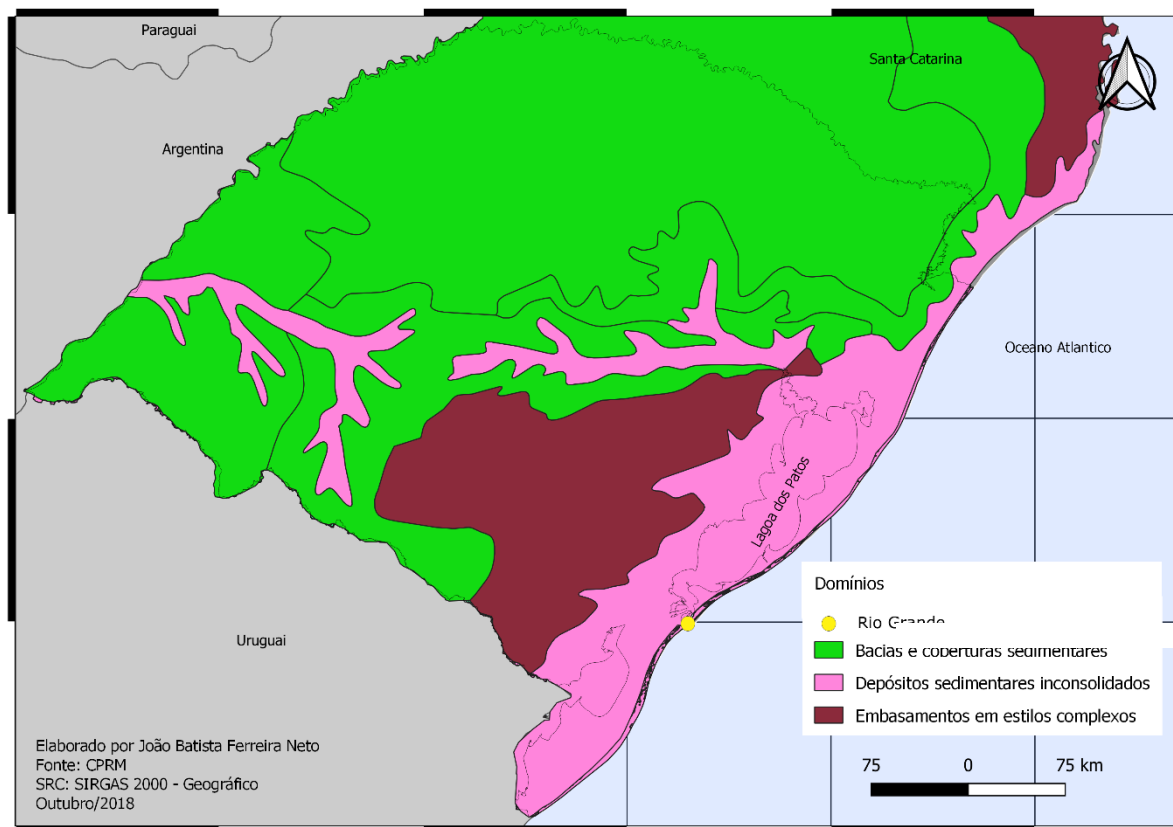 Paraguai
Santa Catarina
Argentina
Oceano Atlantico
Lagoa dos Patos
Uruguai
Domínios
Rio Grande
Bacias e coberturas sedimentares
Depósitos sedimentares inconsolidados
Embasamentos em estilos complexos
Elaborado por João Batista Ferreira Neto
Fonte: CPRM
SRC: SIRGAS 2000 - Geográfico
Outubro/2018
75 0 75 km